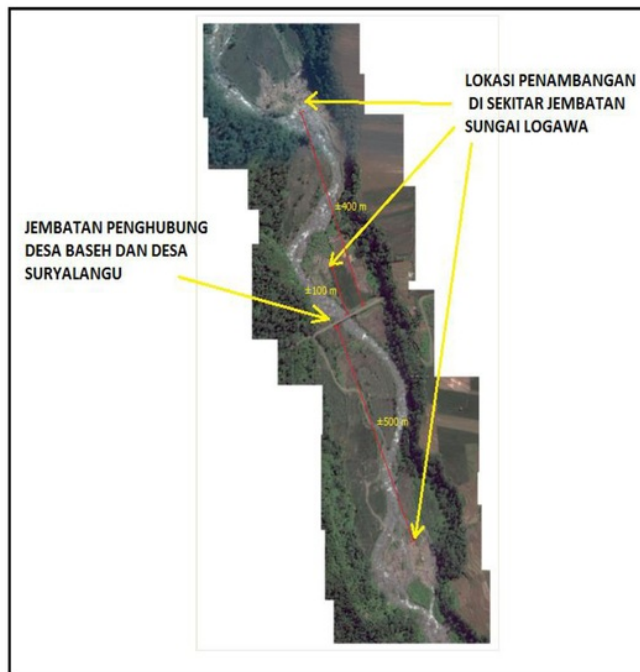 LOKASI PENAMBANGAN
DI SEKITAR JEMBATAN
SUNGAI LOGAWA
±400 m
JEMBATAN PENGHUBUNG
DESA BASEH DAN DESA
SURYALANGU
±100 m
±500 m